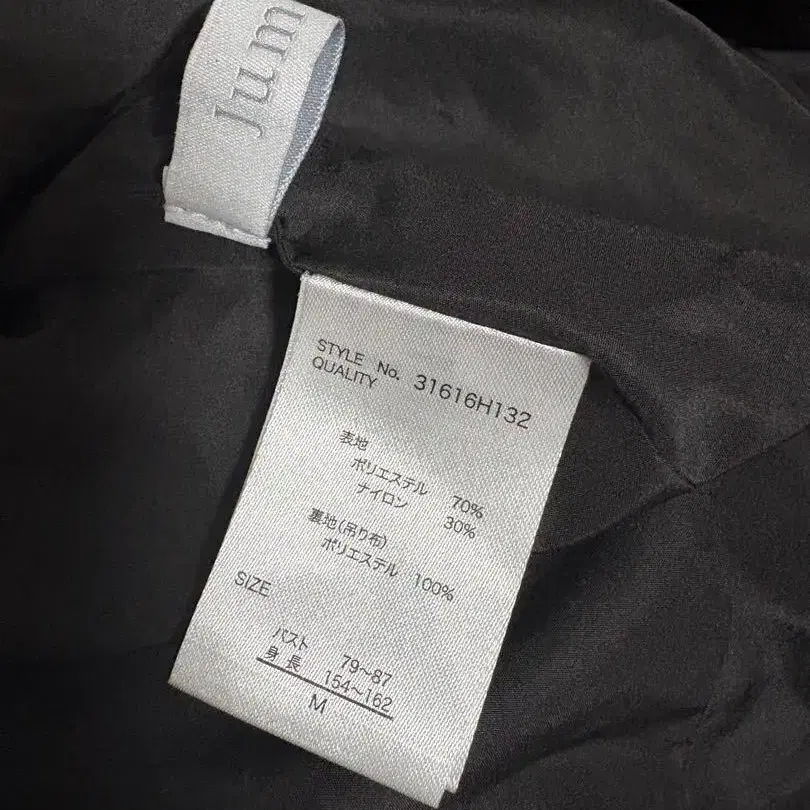 Jum
STYLE No. 31616H132
QUALITY
表地
ポリエステル 70%
ナイロン 30%
裏地(吊り布)
ポリエステル 100%
SIZE
バスト 79~87
身長 154~162
M